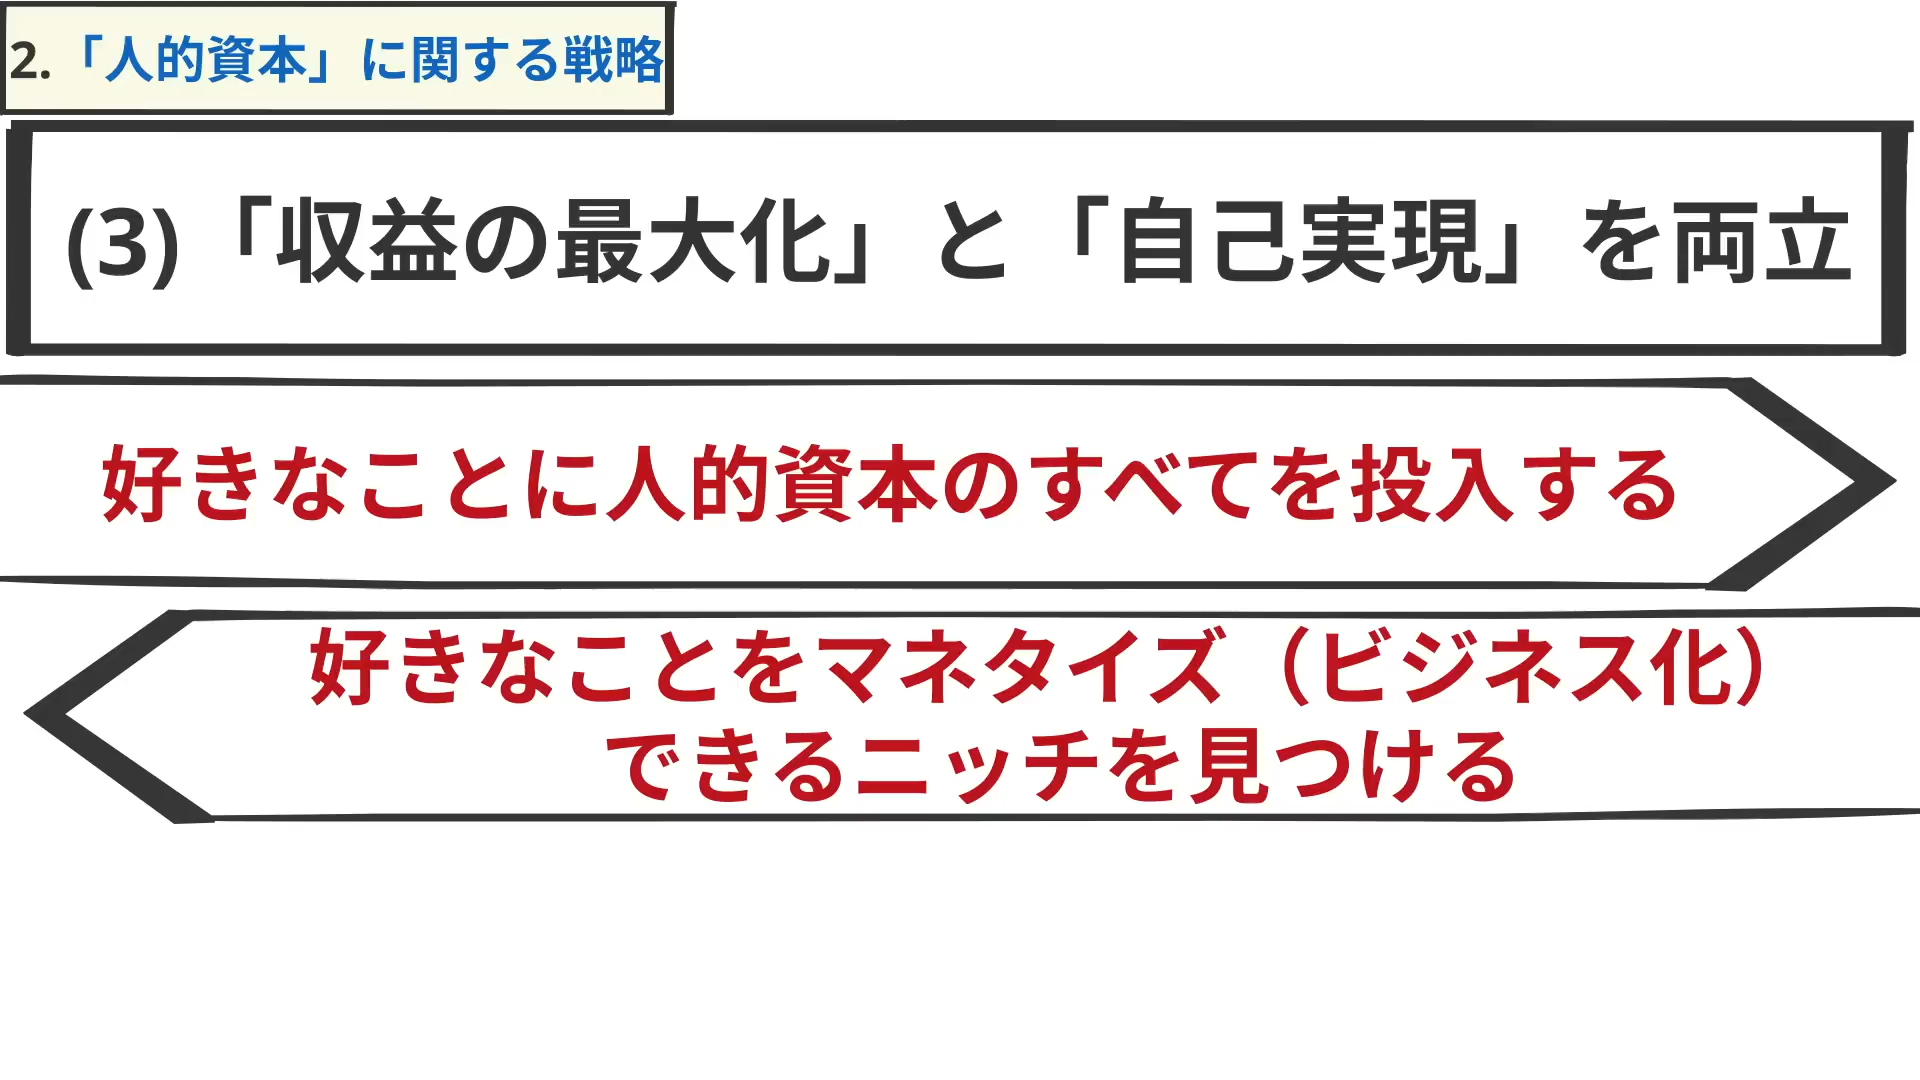 2.「人的資本」に関する戦略
(3)「収益の最大化」と「自己実現」を両立
好きなことに人的資本のすべてを投入する
好きなことをマネタイズ（ビジネス化）
できるニッチを見つける